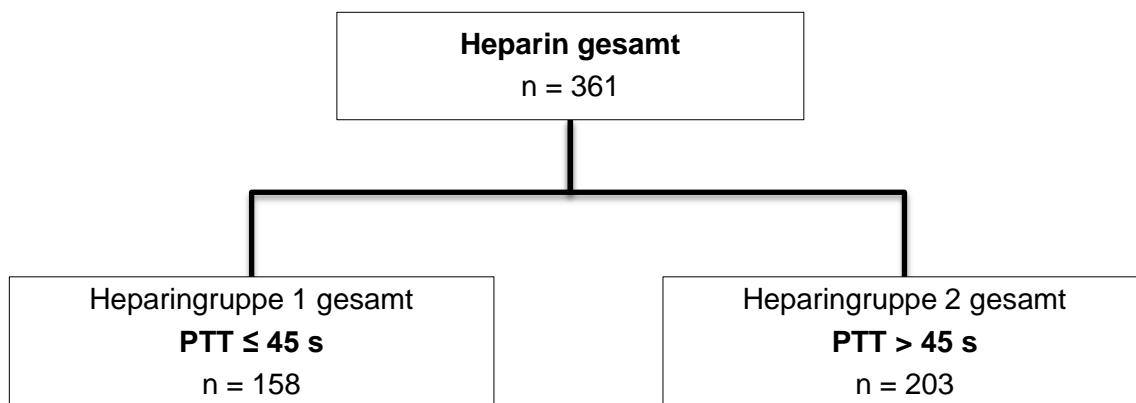 Heparin gesamt
n = 361
Heparingruppe 1 gesamt
PTT ≤ 45 s
n = 158
Heparingruppe 2 gesamt
PTT > 45 s
n = 203